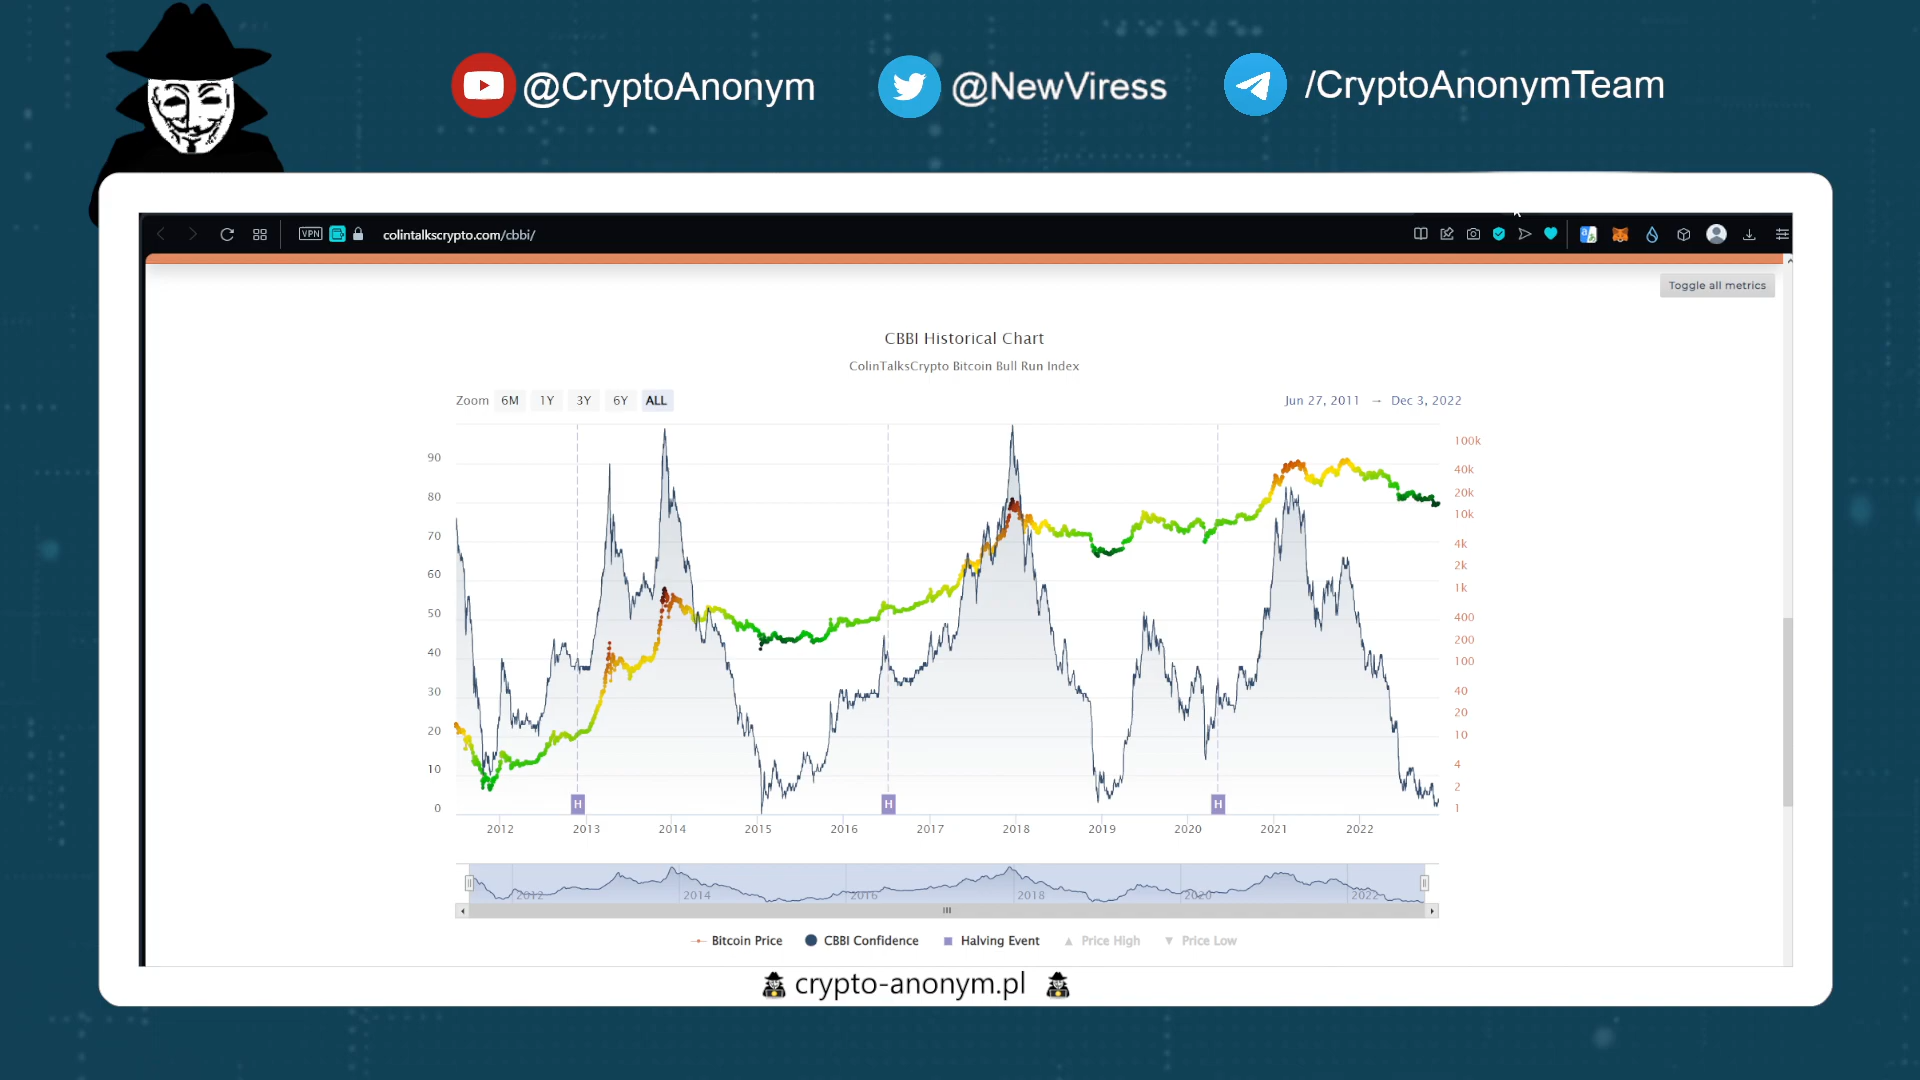 @CryptoAnonym @NewViress /CryptoAnonymTeam
VPN colintalkscrypto.com/cbbi/
Toggle all metrics
CBBI Historical Chart
ColinTalksCrypto Bitcoin Bull Run Index
Zoom 6M 1Y 3Y 6Y ALL Jun 27, 2011 → Dec 3, 2022
100k
90
40k
80
20k
10k
70
4k
60
2k
1k
50
400
200
40
100
30
40
20
20
10
10
4
2
0
1
H H H
2012 2013 2014 2015 2016 2017 2018 2019 2020 2021 2022
2012 2014 2016 2018 2020 2022
Bitcoin Price CBBI Confidence Halving Event Price High Price Low
crypto-anonym.pl